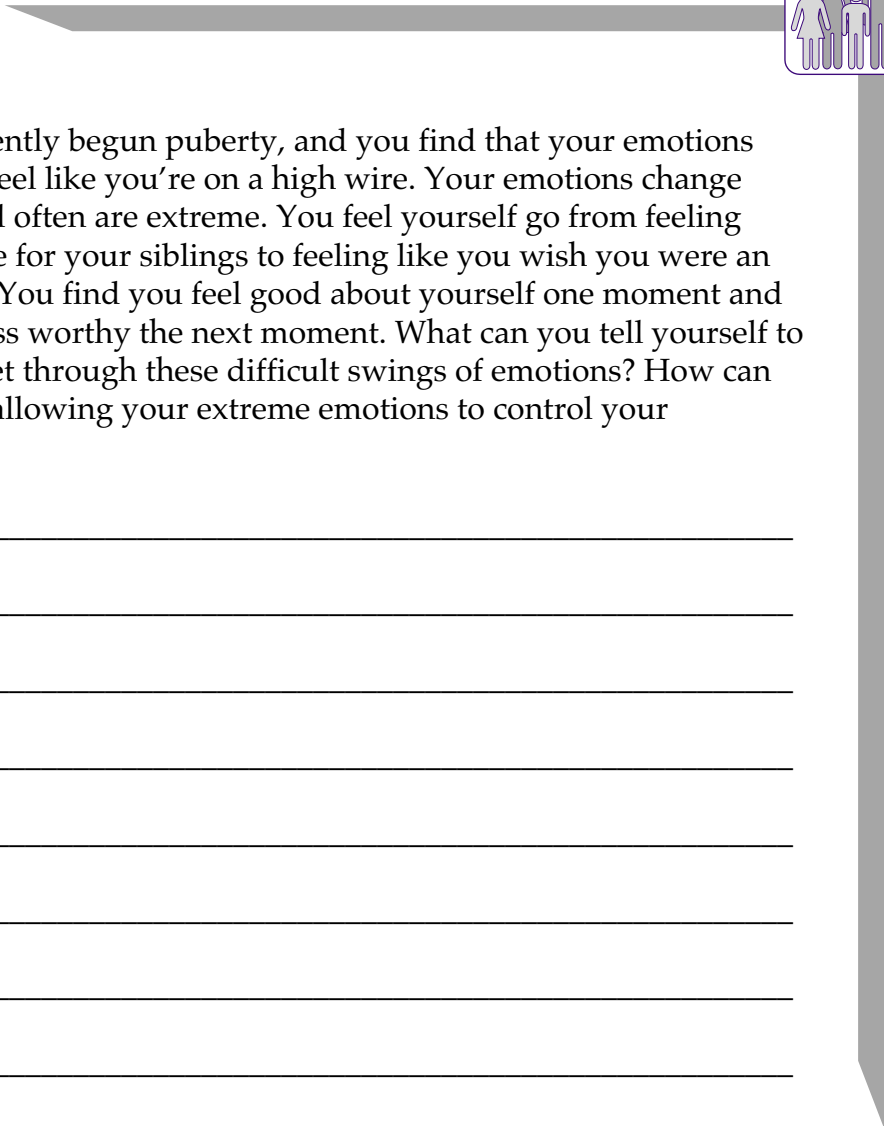 ently begun puberty, and you find that your emotions
eel like you’re on a high wire. Your emotions change
l often are extreme. You feel yourself go from feeling
e for your siblings to feeling like you wish you were an
You find you feel good about yourself one moment and
ss worthy the next moment. What can you tell yourself to
et through these difficult swings of emotions? How can
allowing your extreme emotions to control your